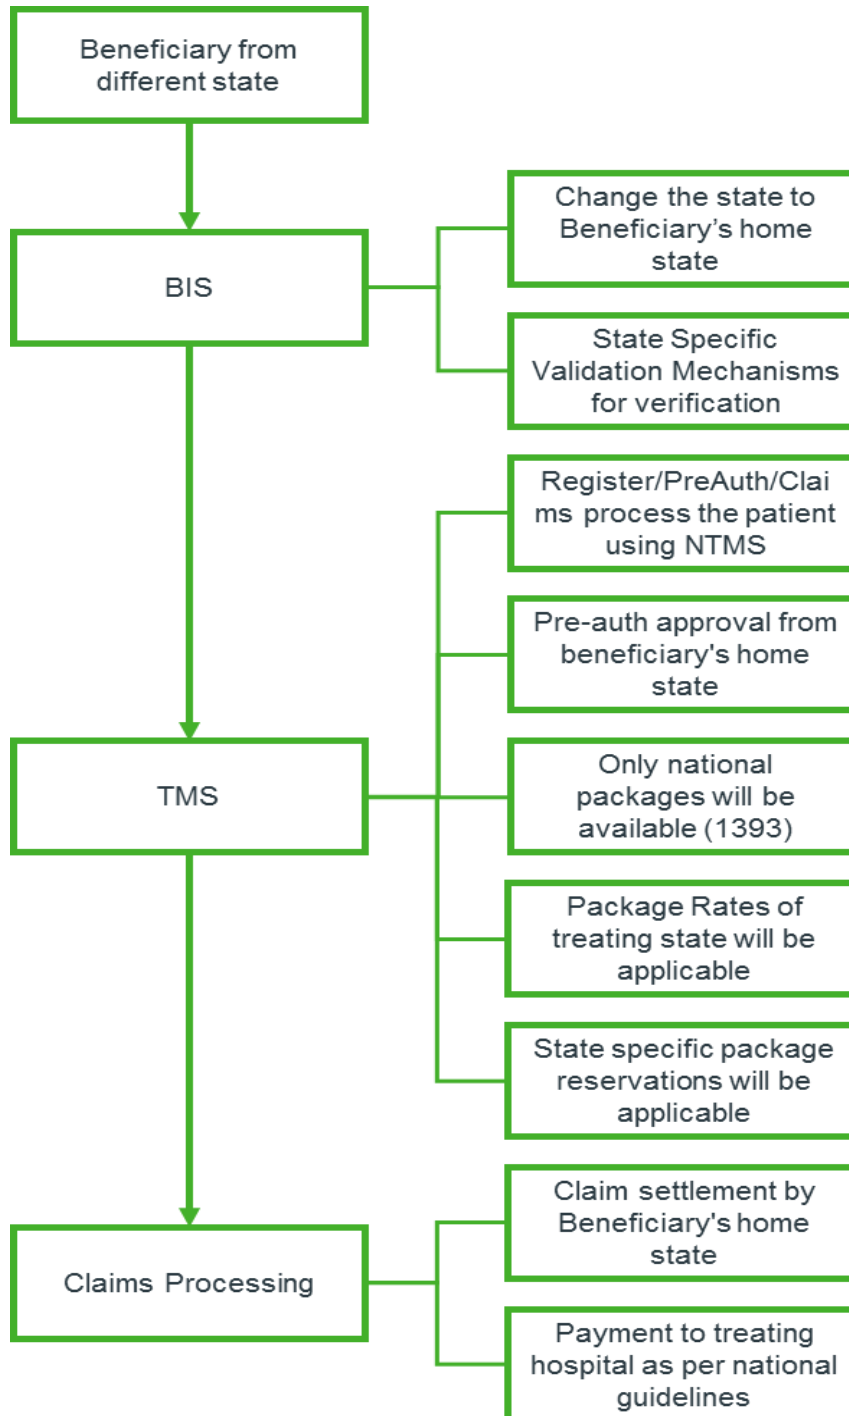 Beneficiary from
different state
BIS
Change the state to
Beneficiary’s home
state
State Specific
Validation Mechanisms
for verification
TMS
Register/PreAuth/Clai
ms process the patient
using NTMS
Pre-auth approval from
beneficiary's home
state
Only national
packages will be
available (1393)
Package Rates of
treating state will be
applicable
State specific package
reservations will be
applicable
Claims Processing
Claim settlement by
Beneficiary's home
state
Payment to treating
hospital as per national
guidelines